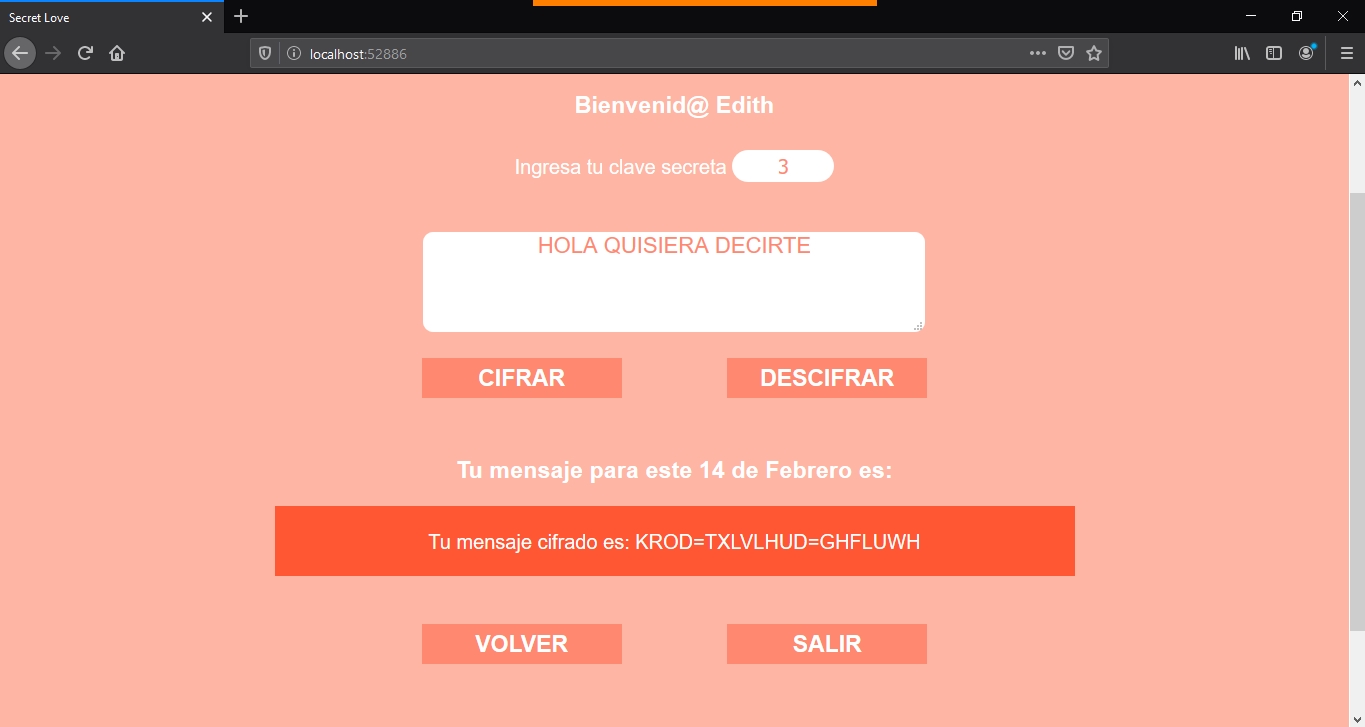 Secret Love
localhost:52886
Bienvenid@ Edith
Ingresa tu clave secreta 3
HOLA QUISIERA DECIRTE
CIFRAR DESCIFRAR
Tu mensaje para este 14 de Febrero es:
Tu mensaje cifrado es: KROD=TXLVLHUD=GHFLUWH
VOLVER SALIR